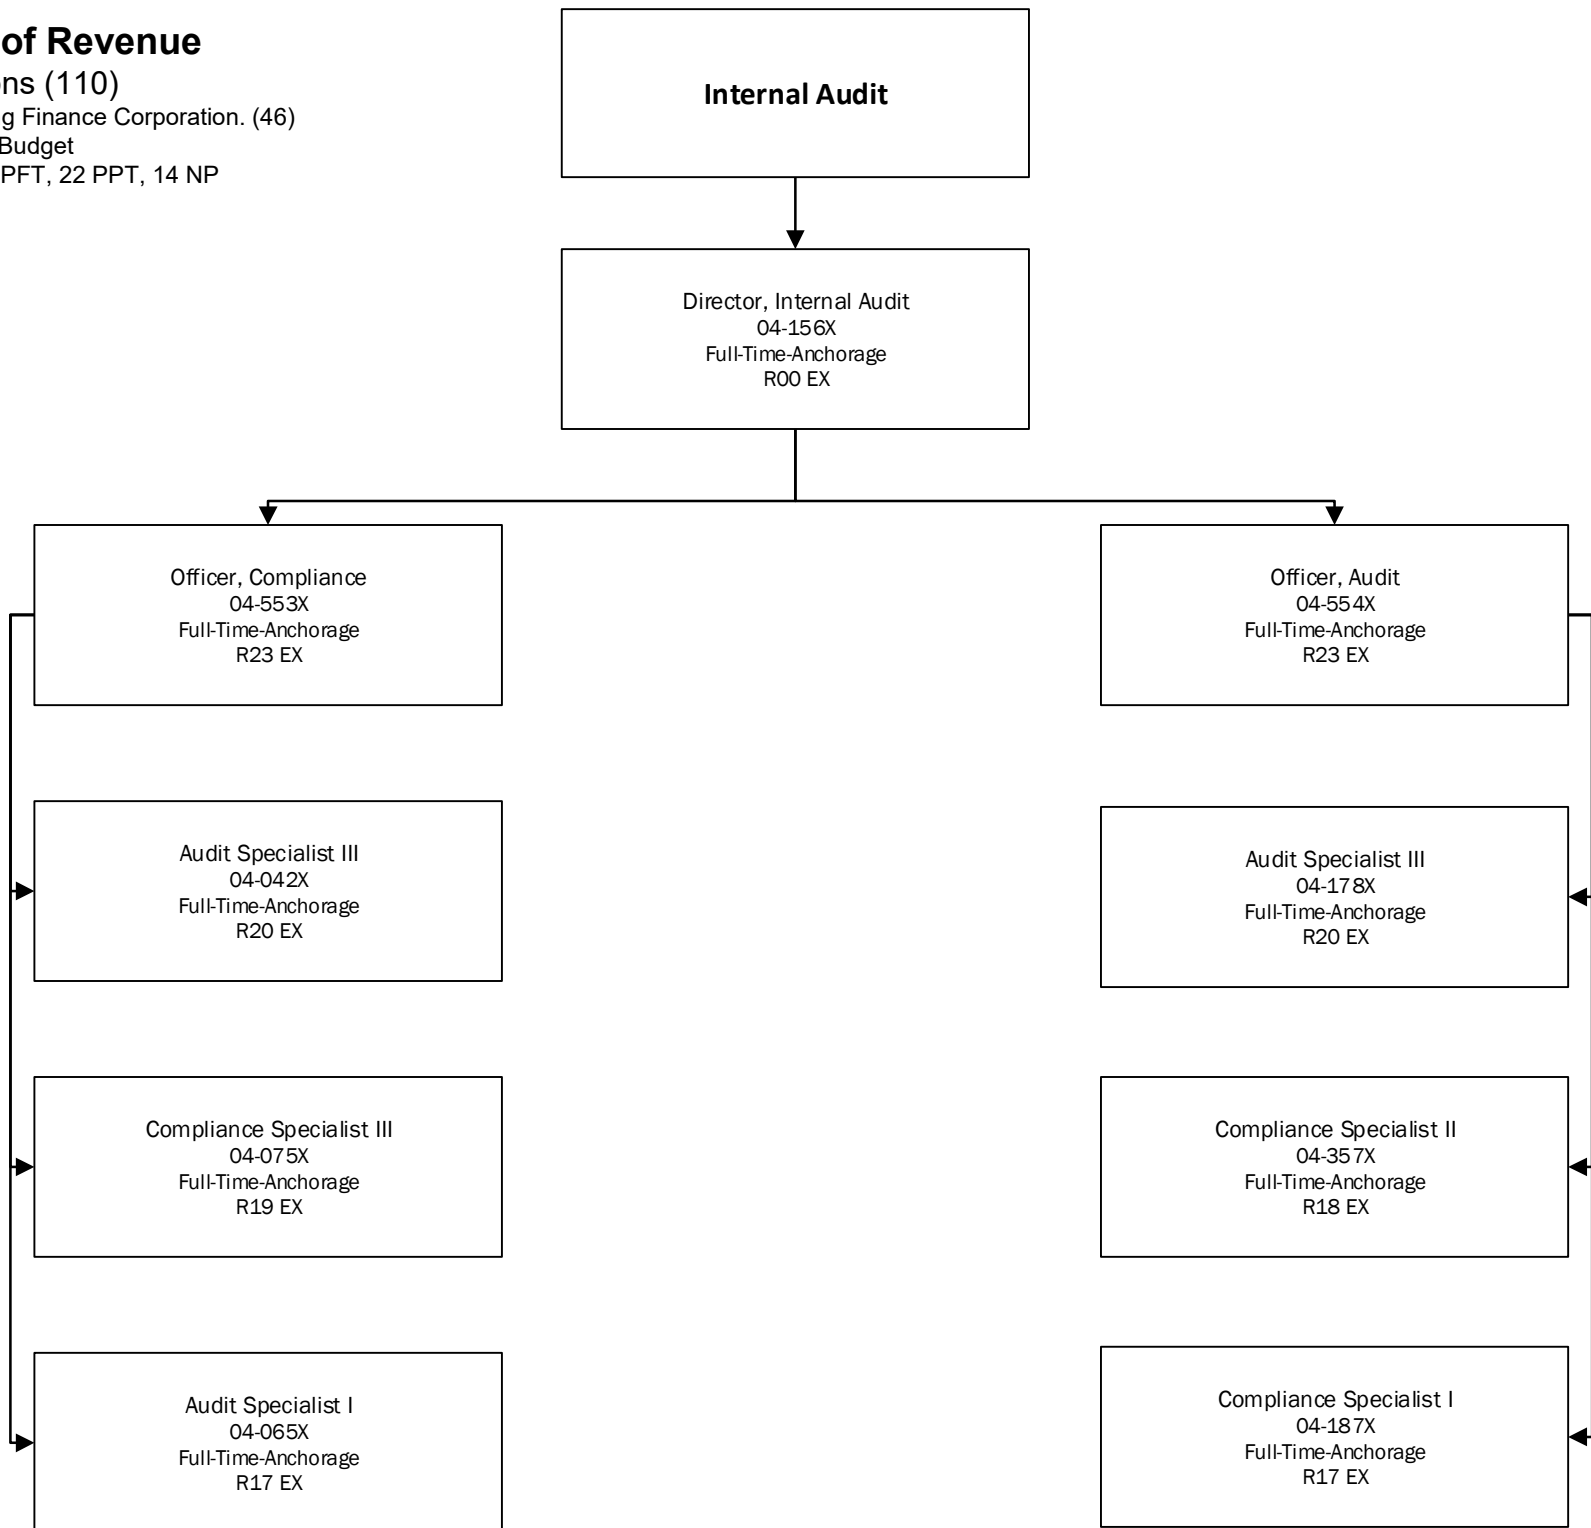 of Revenue
ns (110)
g Finance Corporation. (46)
Budget
PFT, 22 PPT, 14 NP
Internal Audit
Director, Internal Audit
04-156X
Full-Time-Anchorage
R00 EX
Officer, Compliance
04-553X
Full-Time-Anchorage
R23 EX
Officer, Audit
04-554X
Full-Time-Anchorage
R23 EX
Audit Specialist III
04-042X
Full-Time-Anchorage
R20 EX
Audit Specialist III
04-178X
Full-Time-Anchorage
R20 EX
Compliance Specialist III
04-075X
Full-Time-Anchorage
R19 EX
Compliance Specialist II
04-357X
Full-Time-Anchorage
R18 EX
Audit Specialist I
04-065X
Full-Time-Anchorage
R17 EX
Compliance Specialist I
04-187X
Full-Time-Anchorage
R17 EX